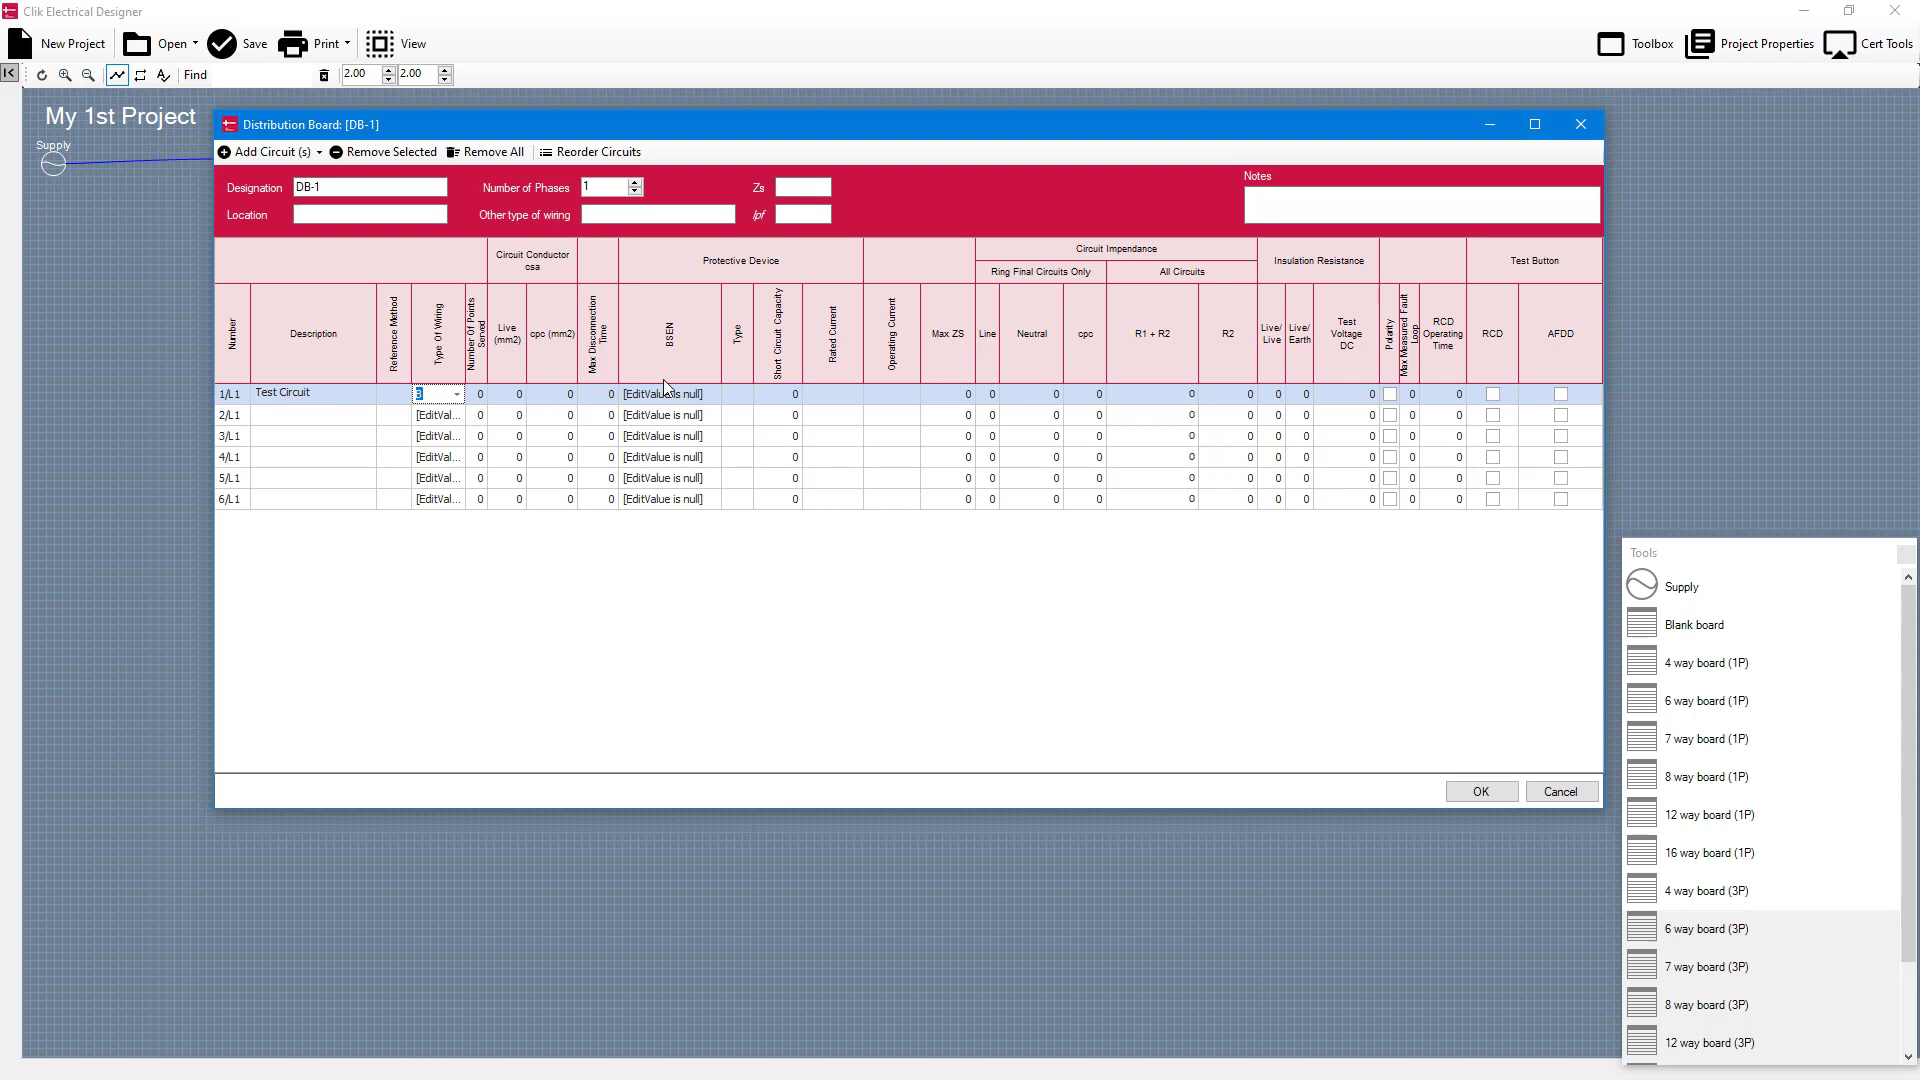 Clik Electrical Designer
New Project Open Save Print View Toolbox Project Properties Cert Tools
Find 2.00 2.00
My 1st Project
Supply
Distribution Board: [DB-1]
Add Circuit (s) Remove Selected Remove All Reorder Circuits
Designation DB-1 Number of Phases 1 Zs Notes
Location Other type of wiring Ipf
Circuit Conductor csa Protective Device Circuit Impendance Insulation Resistance Test Button
Ring Final Circuits Only All Circuits
Number Description Reference Method Type Of Wiring Number Of Points Served Live (mm2) cpc (mm2) Max Disconnection Time BSEN Type Short Circuit Capacity Rated Current Operating Current Max ZS Line Neutral cpc R1 + R2 R2 Live/ Live Live/ Earth Test Voltage DC Polarity Max Measured Fault Loop RCD Operating Time RCD AFDD
1/L1 Test Circuit 0 0 0 0 [EditValue is null] 0 0 0 0 0 0 0 0 0 0 0 0
2/L1 [EditVal... 0 0 0 0 [EditValue is null] 0 0 0 0 0 0 0 0 0 0 0 0
3/L1 [EditVal... 0 0 0 0 [EditValue is null] 0 0 0 0 0 0 0 0 0 0 0 0
4/L1 [EditVal... 0 0 0 0 [EditValue is null] 0 0 0 0 0 0 0 0 0 0 0 0
5/L1 [EditVal... 0 0 0 0 [EditValue is null] 0 0 0 0 0 0 0 0 0 0 0 0
6/L1 [EditVal... 0 0 0 0 [EditValue is null] 0 0 0 0 0 0 0 0 0 0 0 0
OK Cancel
Tools
Supply
Blank board
4 way board (1P)
6 way board (1P)
7 way board (1P)
8 way board (1P)
12 way board (1P)
16 way board (1P)
4 way board (3P)
6 way board (3P)
7 way board (3P)
8 way board (3P)
12 way board (3P)